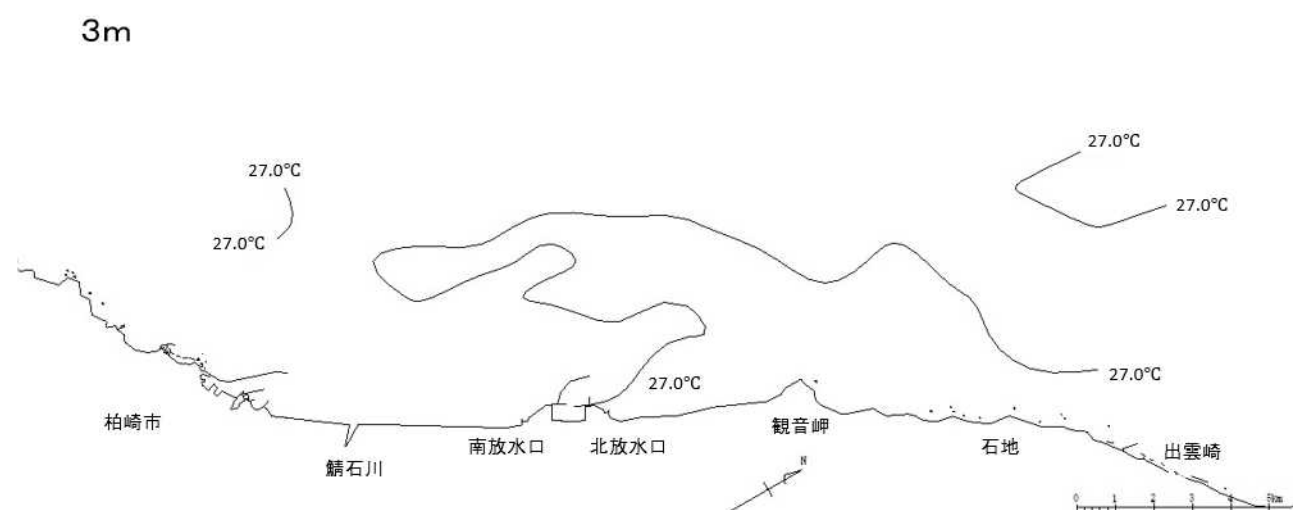 3m
27.0℃
27.0℃
27.0℃
27.0℃
27.0℃
27.0℃
柏崎市
鯖石川
南放水口
北放水口
観音岬
石地
出雲崎
N
0 1 2 3 4 5Km